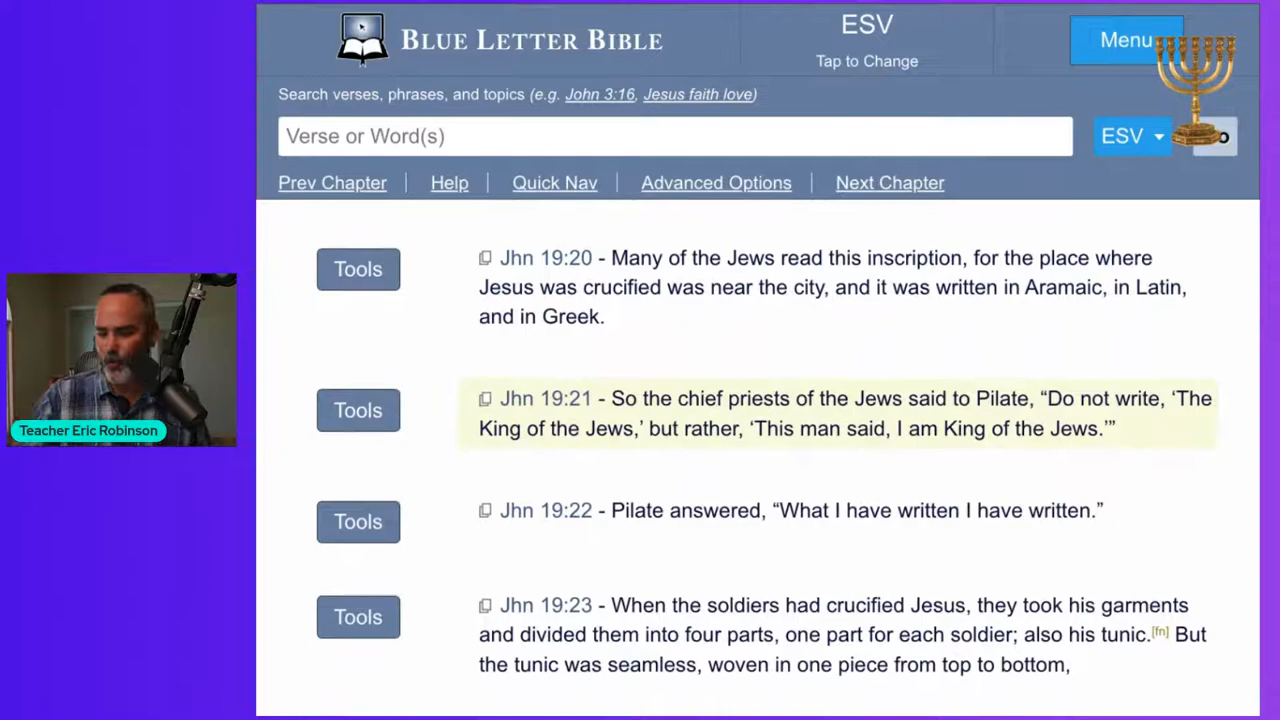 BLUE LETTER BIBLE
ESV
Tap to Change
Menu
Search verses, phrases, and topics (e.g. John 3:16, Jesus faith love)
Verse or Word(s)
ESV
Prev Chapter | Help | Quick Nav | Advanced Options | Next Chapter
Tools
Jhn 19:20 - Many of the Jews read this inscription, for the place where
Jesus was crucified was near the city, and it was written in Aramaic, in Latin,
and in Greek.
Tools
Jhn 19:21 - So the chief priests of the Jews said to Pilate, “Do not write, ‘The
King of the Jews,’ but rather, ‘This man said, I am King of the Jews.’”
Teacher Eric Robinson
Tools
Jhn 19:22 - Pilate answered, “What I have written I have written.”
Tools
Jhn 19:23 - When the soldiers had crucified Jesus, they took his garments
and divided them into four parts, one part for each soldier; also his tunic.[fn] But
the tunic was seamless, woven in one piece from top to bottom,